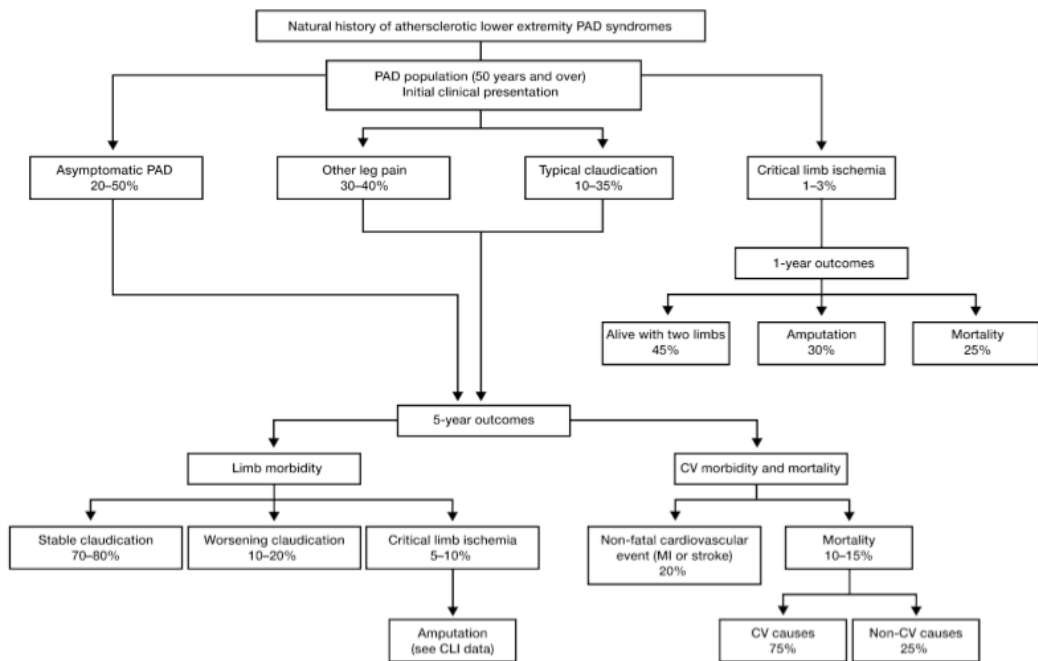 Natural history of athersclerotic lower extremity PAD syndromes
PAD population (50 years and over)
Initial clinical presentation
Asymptomatic PAD
20–50%
Other leg pain
30–40%
Typical claudication
10–35%
Critical limb ischemia
1–3%
1-year outcomes
Alive with two limbs
45%
Amputation
30%
Mortality
25%
5-year outcomes
Limb morbidity
CV morbidity and mortality
Stable claudication
70–80%
Worsening claudication
10–20%
Critical limb ischemia
5–10%
Non-fatal cardiovascular
event (MI or stroke)
20%
Mortality
10–15%
Amputation
(see CLI data)
CV causes
75%
Non-CV causes
25%